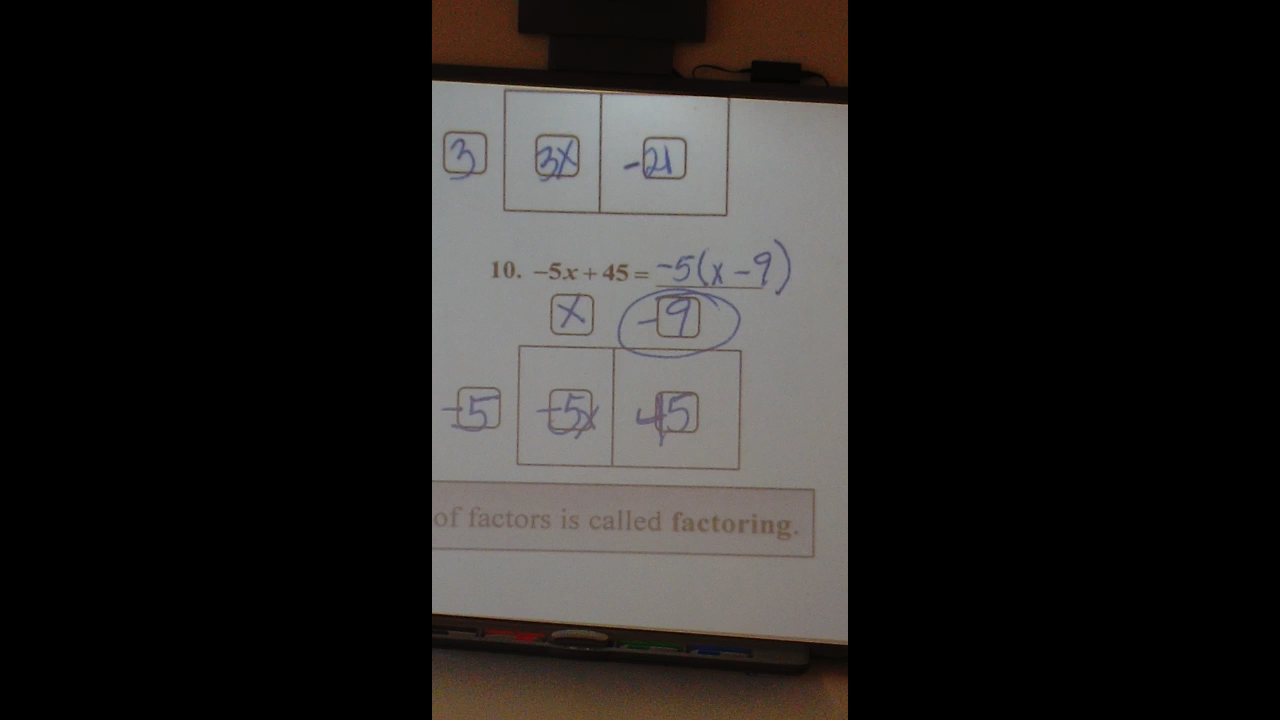 3 3x -21
10. −5x + 45 = -5(x - 9)
x -9
-5 -5x 45
of factors is called factoring.